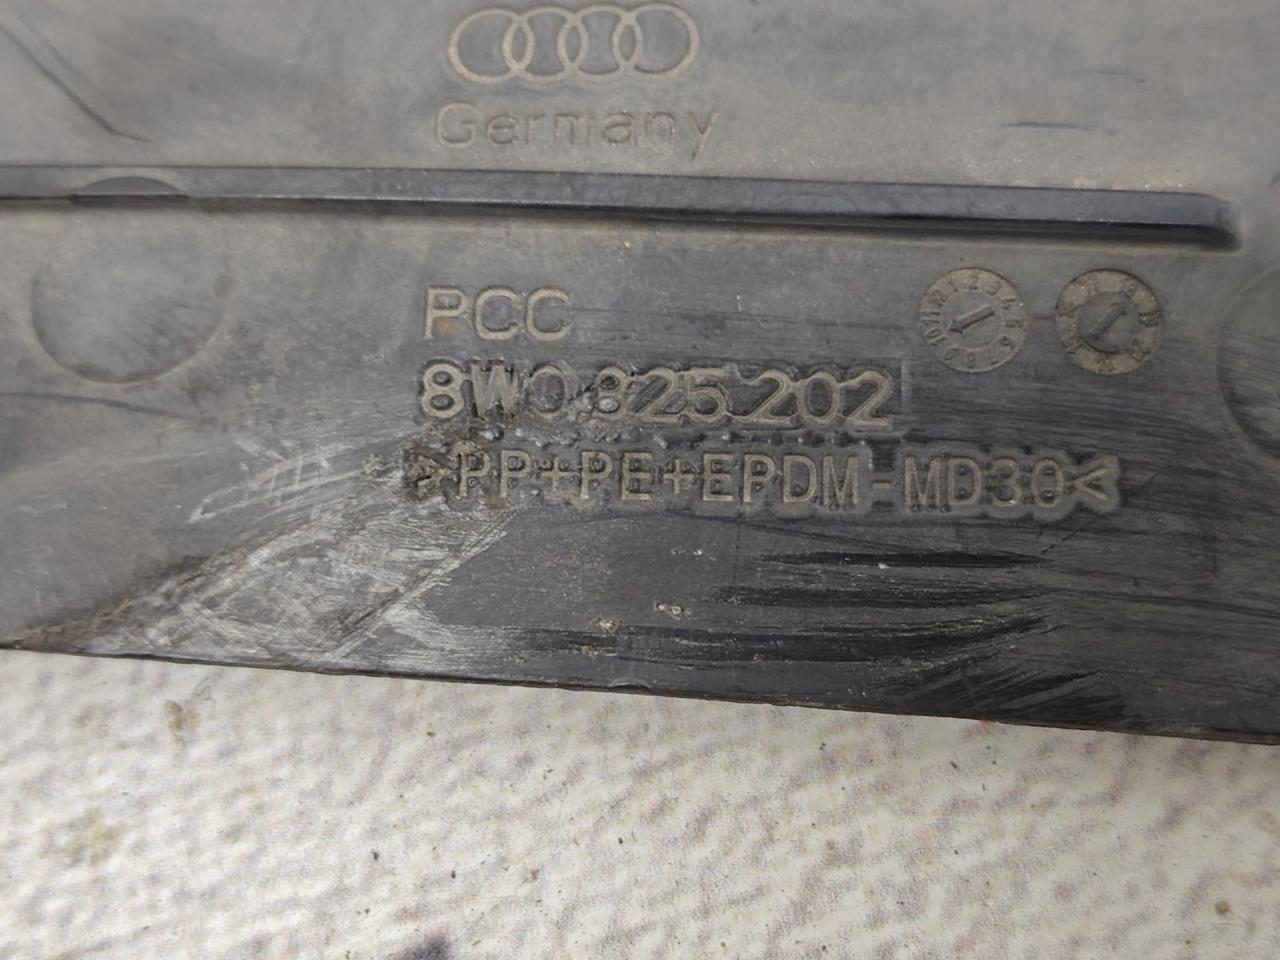 Germany
PCC
8W0.825.202
>PP+PE+EPDM-MD30<